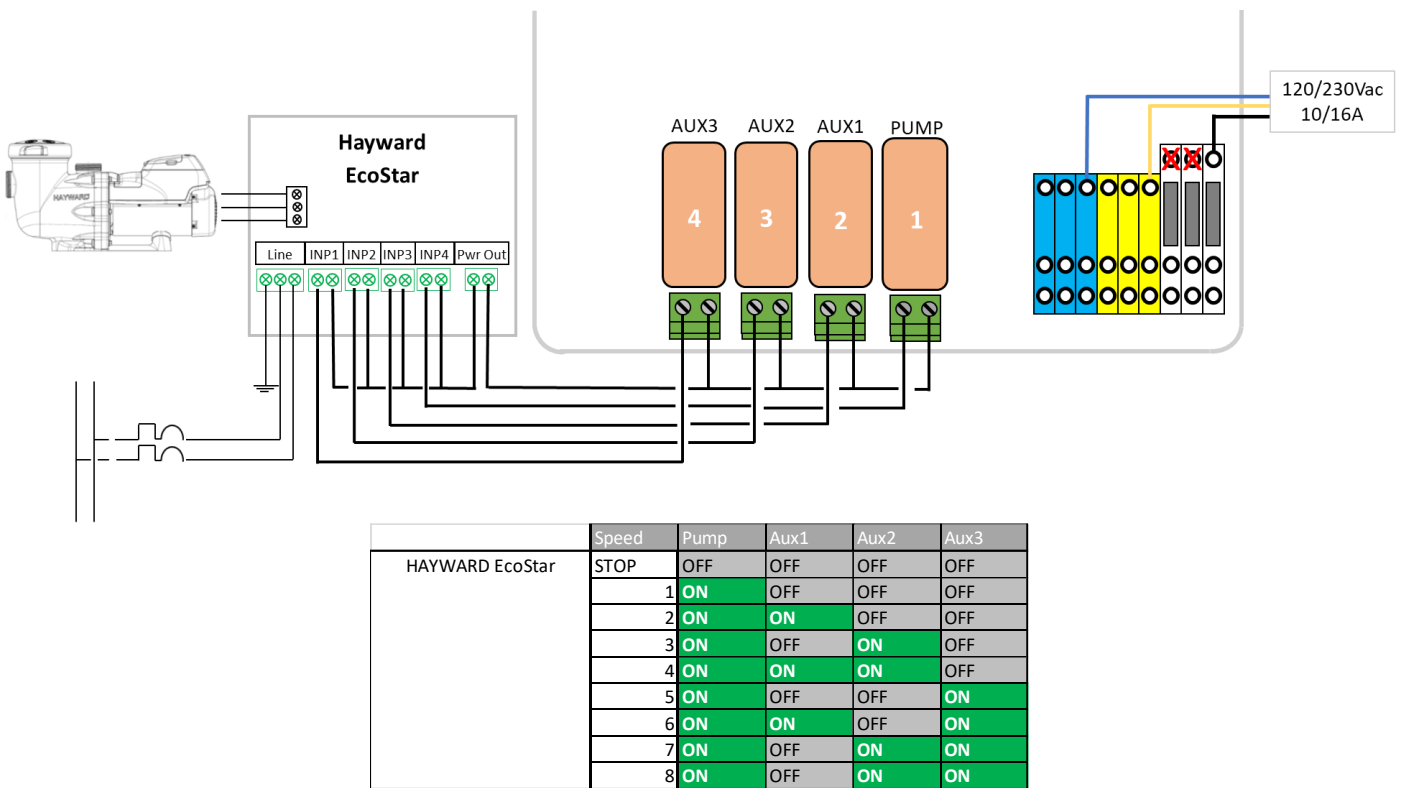 120/230Vac
10/16A
AUX3 AUX2 AUX1 PUMP
Hayward
EcoStar
HAYWARD
4 3 2 1
Line INP1 INP2 INP3 INP4 Pwr Out
Speed Pump Aux1 Aux2 Aux3
HAYWARD EcoStar STOP OFF OFF OFF OFF
1 ON OFF OFF OFF
2 ON ON OFF OFF
3 ON OFF ON OFF
4 ON ON ON OFF
5 ON OFF OFF ON
6 ON ON OFF ON
7 ON OFF ON ON
8 ON OFF ON ON